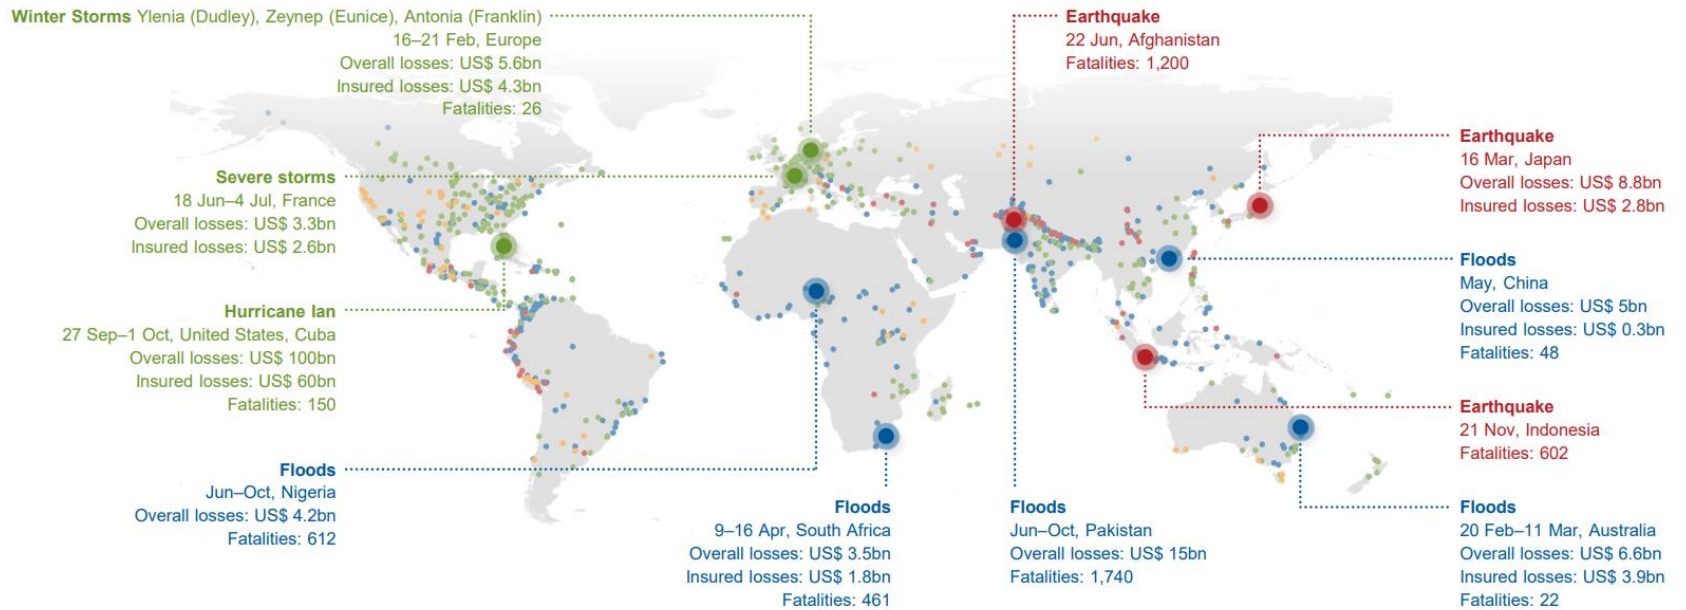 Winter Storms Ylenia (Dudley), Zeynep (Eunice), Antonia (Franklin)
16–21 Feb, Europe
Overall losses: US$ 5.6bn
Insured losses: US$ 4.3bn
Fatalities: 26
Earthquake
22 Jun, Afghanistan
Fatalities: 1,200
Earthquake
16 Mar, Japan
Overall losses: US$ 8.8bn
Insured losses: US$ 2.8bn
Severe storms
18 Jun–4 Jul, France
Overall losses: US$ 3.3bn
Insured losses: US$ 2.6bn
Floods
May, China
Overall losses: US$ 5bn
Insured losses: US$ 0.3bn
Fatalities: 48
Hurricane Ian
27 Sep–1 Oct, United States, Cuba
Overall losses: US$ 100bn
Insured losses: US$ 60bn
Fatalities: 150
Earthquake
21 Nov, Indonesia
Fatalities: 602
Floods
Jun–Oct, Nigeria
Overall losses: US$ 4.2bn
Fatalities: 612
Floods
9–16 Apr, South Africa
Overall losses: US$ 3.5bn
Insured losses: US$ 1.8bn
Fatalities: 461
Floods
Jun–Oct, Pakistan
Overall losses: US$ 15bn
Fatalities: 1,740
Floods
20 Feb–11 Mar, Australia
Overall losses: US$ 6.6bn
Insured losses: US$ 3.9bn
Fatalities: 22